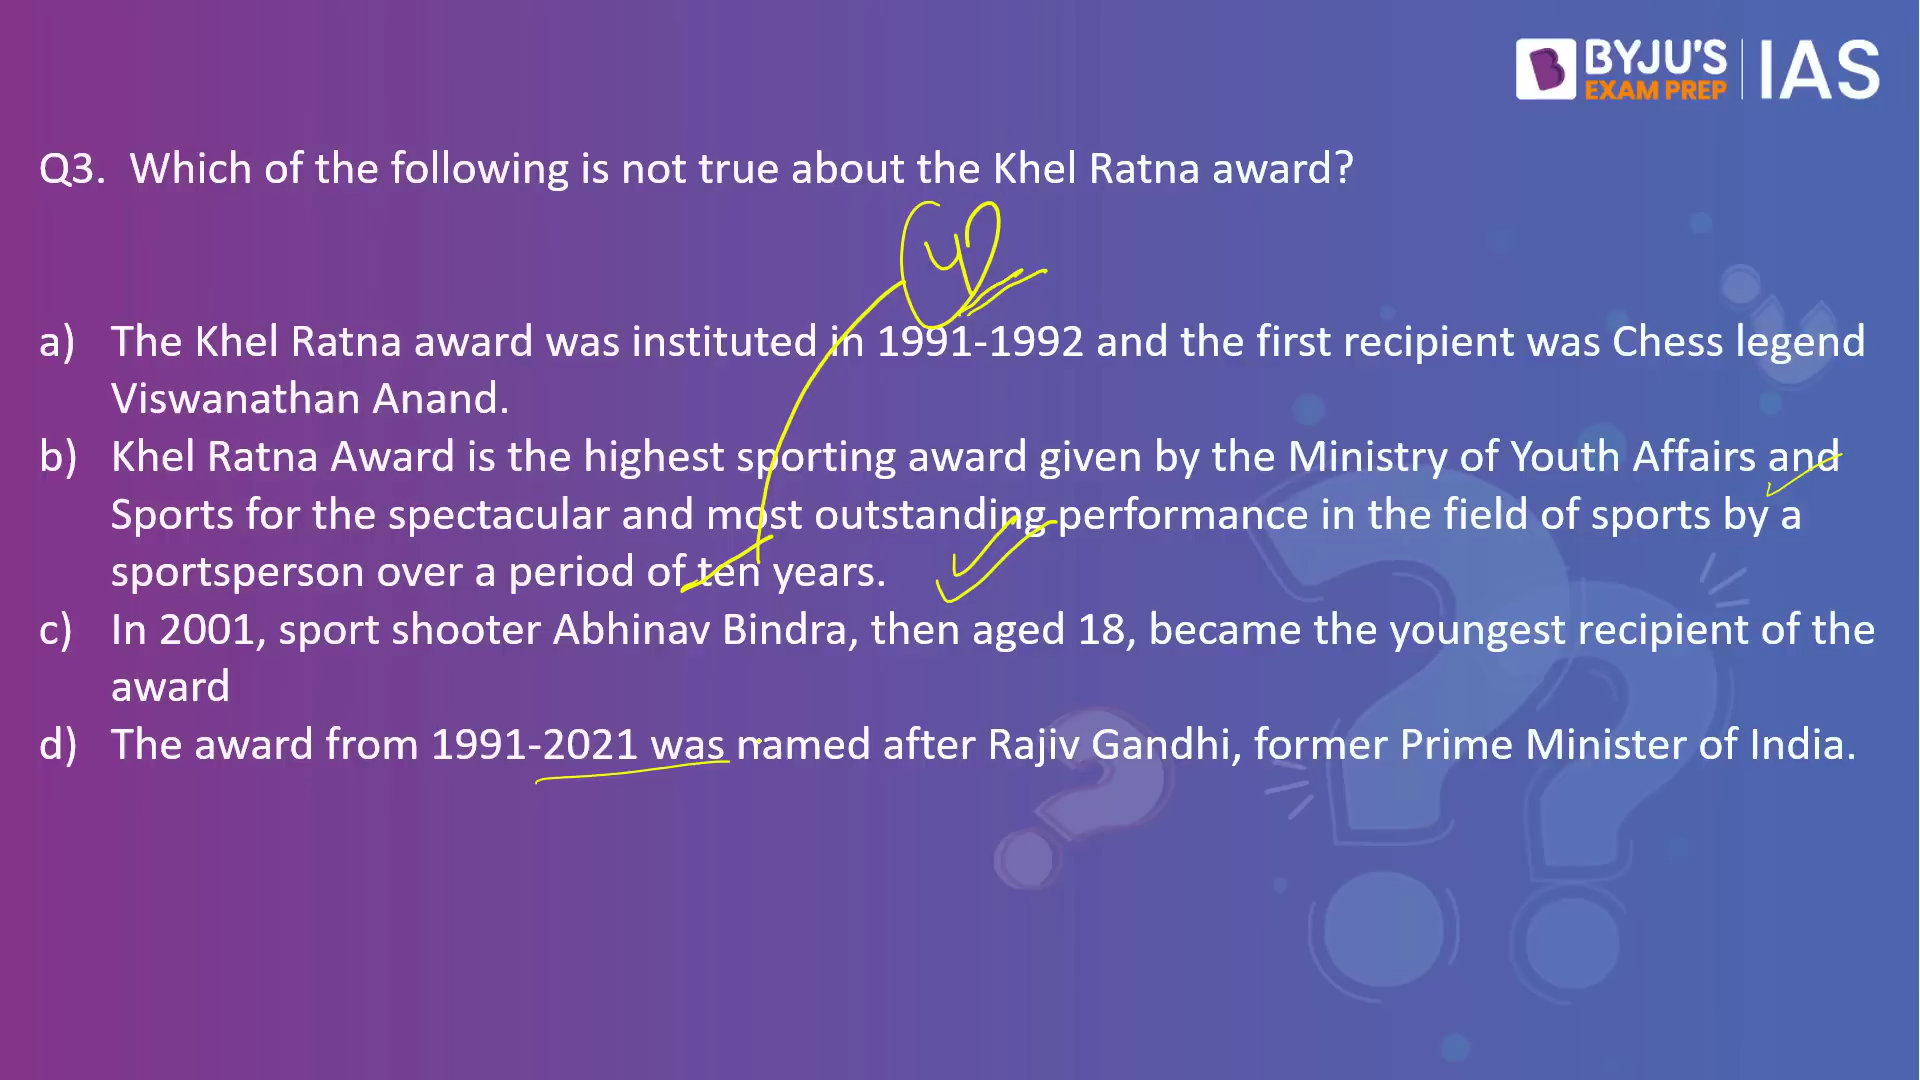 BYJU'S
EXAM PREP
IAS
Q3. Which of the following is not true about the Khel Ratna award?
a) The Khel Ratna award was instituted in 1991-1992 and the first recipient was Chess legend
Viswanathan Anand.
b) Khel Ratna Award is the highest sporting award given by the Ministry of Youth Affairs and
Sports for the spectacular and most outstanding performance in the field of sports by a
sportsperson over a period of ten years.
c) In 2001, sport shooter Abhinav Bindra, then aged 18, became the youngest recipient of the
award
d) The award from 1991-2021 was named after Rajiv Gandhi, former Prime Minister of India.